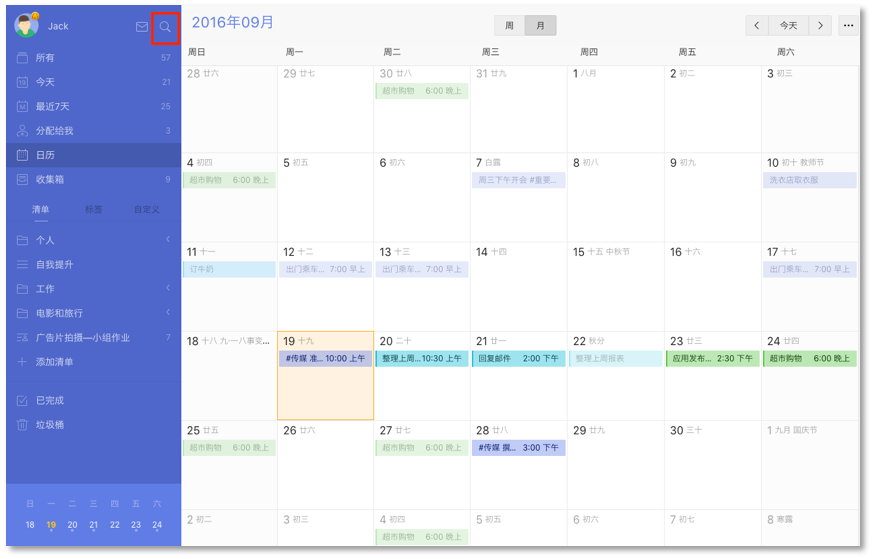 Jack
所有 57
今天 21
最近7天 25
分配给我 3
日历
收集箱 9
清单 标签 自定义
个人
自我提升
工作
电影和旅行
广告片拍摄—小组作业 7
添加清单
已完成
垃圾桶
日 一 二 三 四 五 六
18 19 20 21 22 23 24
2016年09月
周 月
今天
周日 周一 周二 周三 周四 周五 周六
28 廿六 29 廿七 30 廿八 31 廿九 1 八月 2 初二 3 初三
超市购物 6:00 晚上
4 初四 5 初五 6 初六 7 白露 8 初八 9 初九 10 初十 教师节
超市购物 6:00 晚上 周三下午开会 #重要... 洗衣店取衣服
11 十一 12 十二 13 十三 14 十四 15 十五 中秋节 16 十六 17 十七
订牛奶 出门乘车... 7:00 早上 出门乘车... 7:00 早上 出门乘车... 7:00 早上
18 十八 九一八事变... 19 十九 20 二十 21 廿一 22 秋分 23 廿三 24 廿四
#传媒 准... 10:00 上午 整理上周... 10:30 上午 回复邮件 2:00 下午 整理上周报表 应用发布... 2:30 下午 超市购物 6:00 晚上
25 廿五 26 廿六 27 廿七 28 廿八 29 廿九 30 三十 1 九月 国庆节
超市购物 6:00 晚上 超市购物 6:00 晚上 #传媒 撰... 3:00 下午
2 初二 3 初三 4 初四 5 初五 6 初六 7 初七 8 寒露
超市购物 6:00 晚上